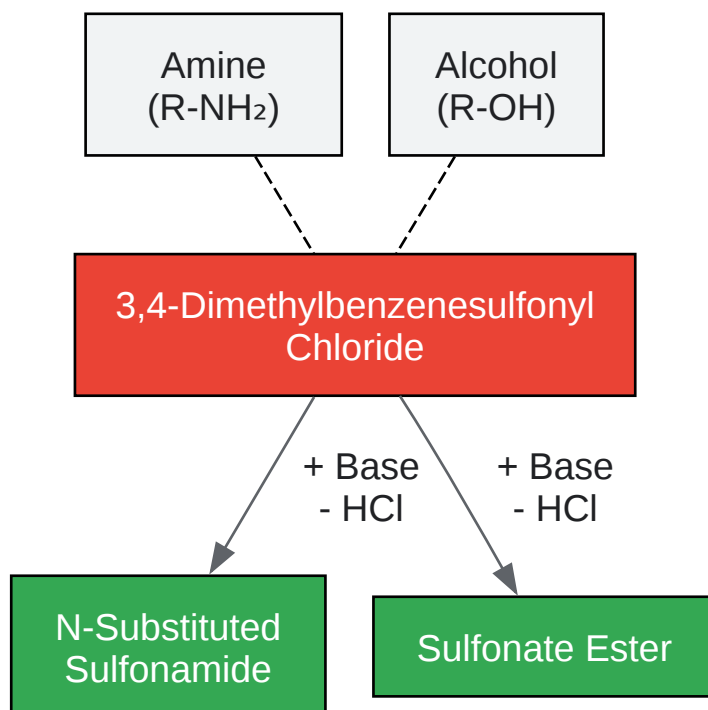 Amine
(R-NH₂)
Alcohol
(R-OH)
3,4-Dimethylbenzenesulfonyl
Chloride
+ Base
- HCl
+ Base
- HCl
N-Substituted
Sulfonamide
Sulfonate Ester